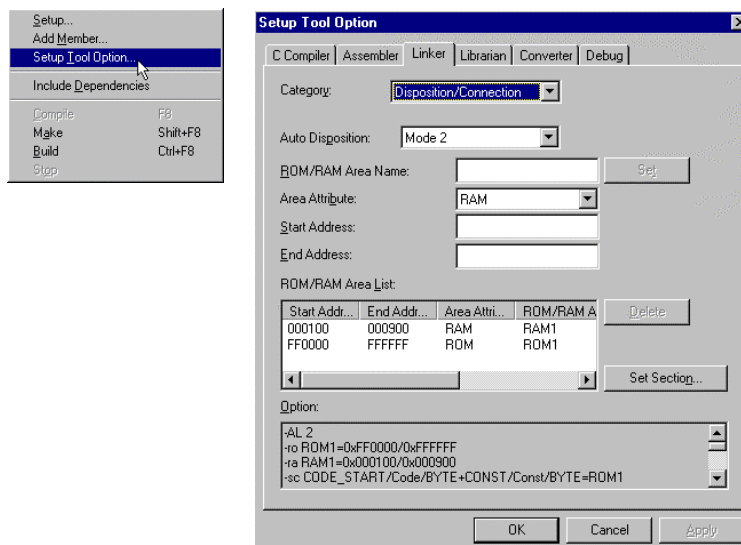 Setup...
Add Member...
Setup Tool Option...
Include Dependencies
Compile F8
Make Shift+F8
Build Ctrl+F8
Stop
Setup Tool Option
C Compiler Assembler Linker Librarian Converter Debug
Category: Disposition/Connection
Auto Disposition: Mode 2
ROM/RAM Area Name: Set
Area Attribute: RAM
Start Address:
End Address:
ROM/RAM Area List:
Start Addr... End Addr... Area Attri... ROM/RAM A Delete
000100 000900 RAM RAM1
FF0000 FFFFFF ROM ROM1
Set Section...
Option:
-AL 2
-ro ROM1=0xFF0000/0xFFFFFF
-ra RAM1=0x000100/0x000900
-sc CODE_START/Code/BYTE+CONST/Const/BYTE=ROM1
OK Cancel Apply